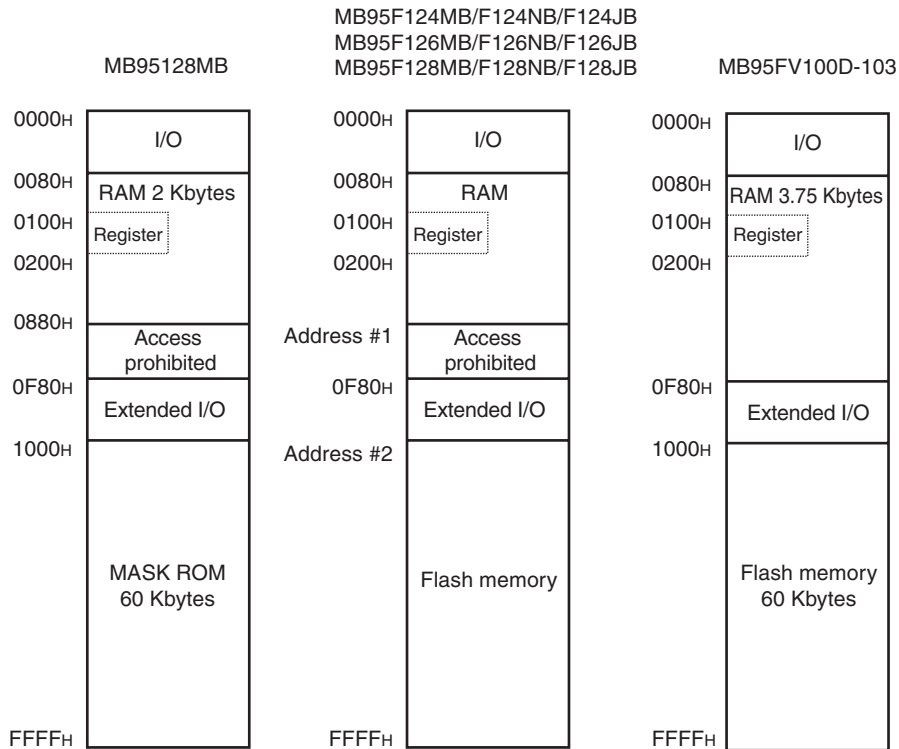 MB95128MB
0000H
I/O
0080H
RAM 2 Kbytes
0100H
Register
0200H
0880H
Access
prohibited
0F80H
Extended I/O
1000H
MASK ROM
60 Kbytes
FFFFH
MB95F124MB/F124NB/F124JB
MB95F126MB/F126NB/F126JB
MB95F128MB/F128NB/F128JB
0000H
I/O
0080H
RAM
0100H
Register
0200H
Address #1
Access
prohibited
0F80H
Extended I/O
Address #2
Flash memory
FFFFH
MB95FV100D-103
0000H
I/O
0080H
RAM 3.75 Kbytes
0100H
Register
0200H
0F80H
Extended I/O
1000H
Flash memory
60 Kbytes
FFFFH